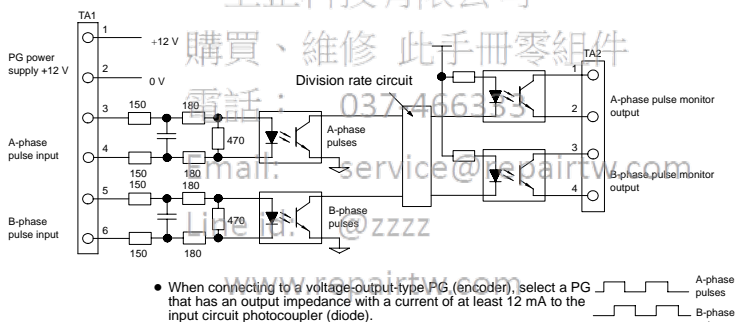 TA1
1
+12 V
購買、維修 此手冊零組件
PG power
supply +12 V
2
0 V
TA2
Division rate circuit
1
電話: 037-466333
3
150
180
470
A-phase
pulses
2
A-phase pulse monitor
output
A-phase
pulse input
4
150
180
3
Email: service@repairtw.com
B-phase pulse monitor
output
4
5
150
180
470
B-phase
pulses
B-phase
pulse input
6
150
180
Line id: @zzzz
www.repairtw.com
• When connecting to a voltage-output-type PG (encoder), select a PG
that has an output impedance with a current of at least 12 mA to the
input circuit photocoupler (diode).
A-phase
pulses
B-phase